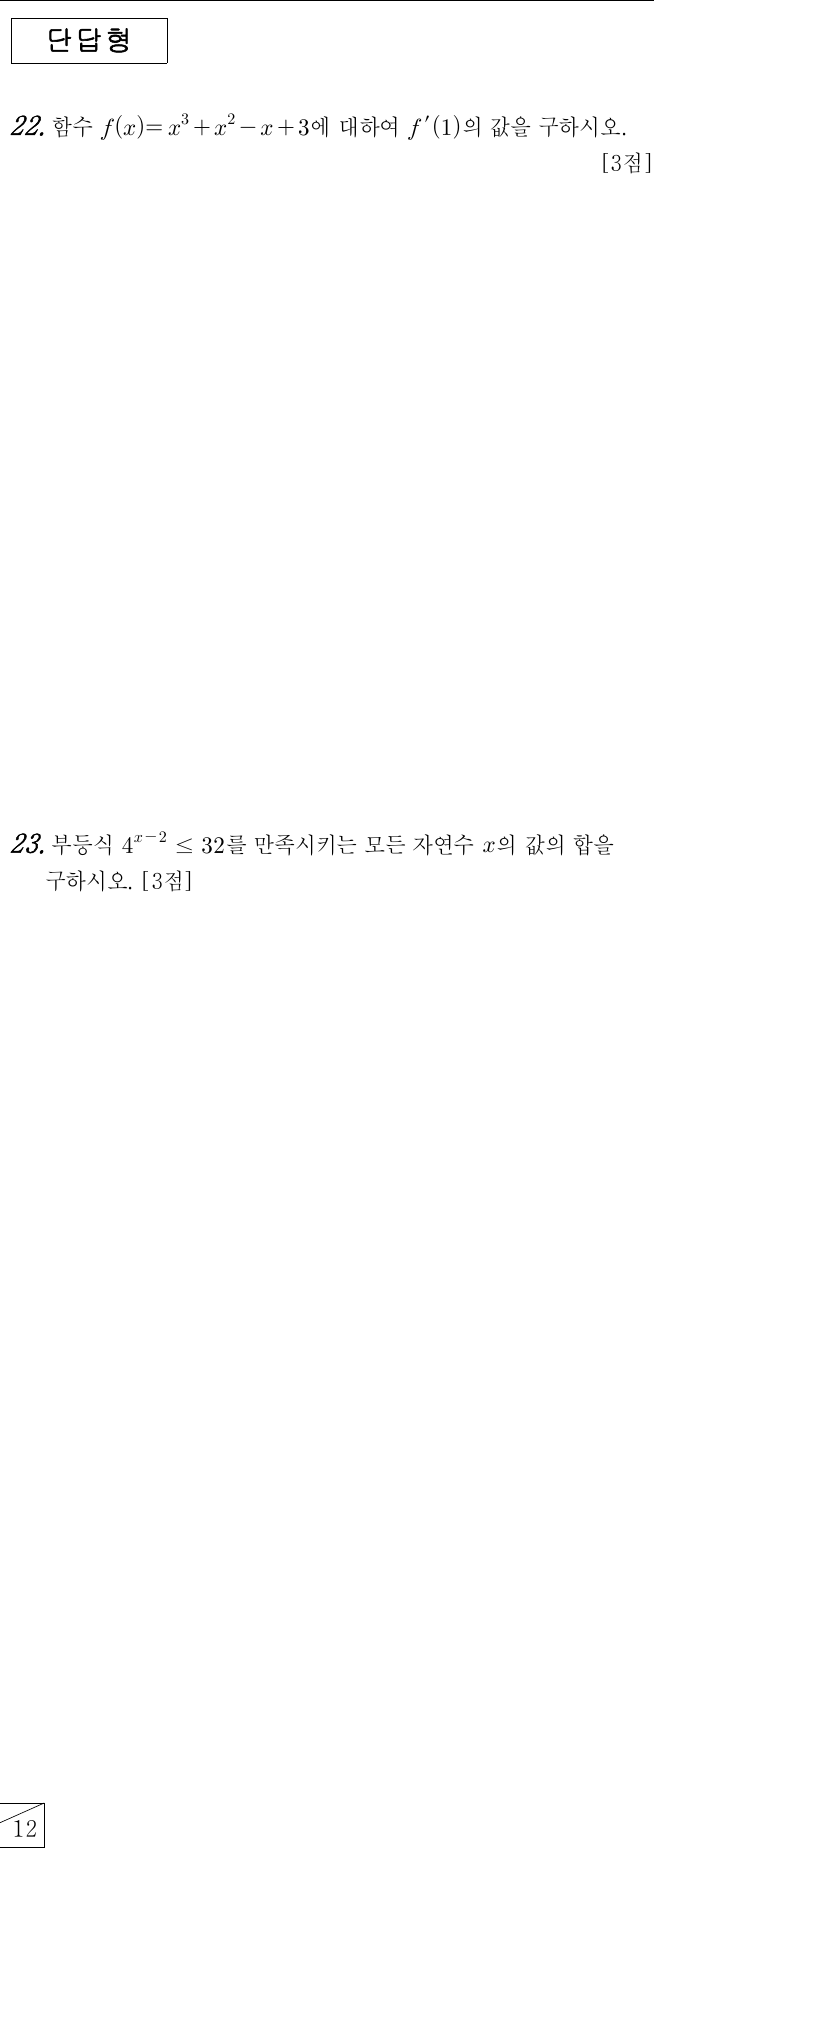 단답형
22. 함수 f(x)=x³+x²-x+3에 대하여 f′(1)의 값을 구하시오.
[3점]
23. 부등식 4ˣ⁻² ≤ 32를 만족시키는 모든 자연수 x의 값의 합을
구하시오. [3점]
12